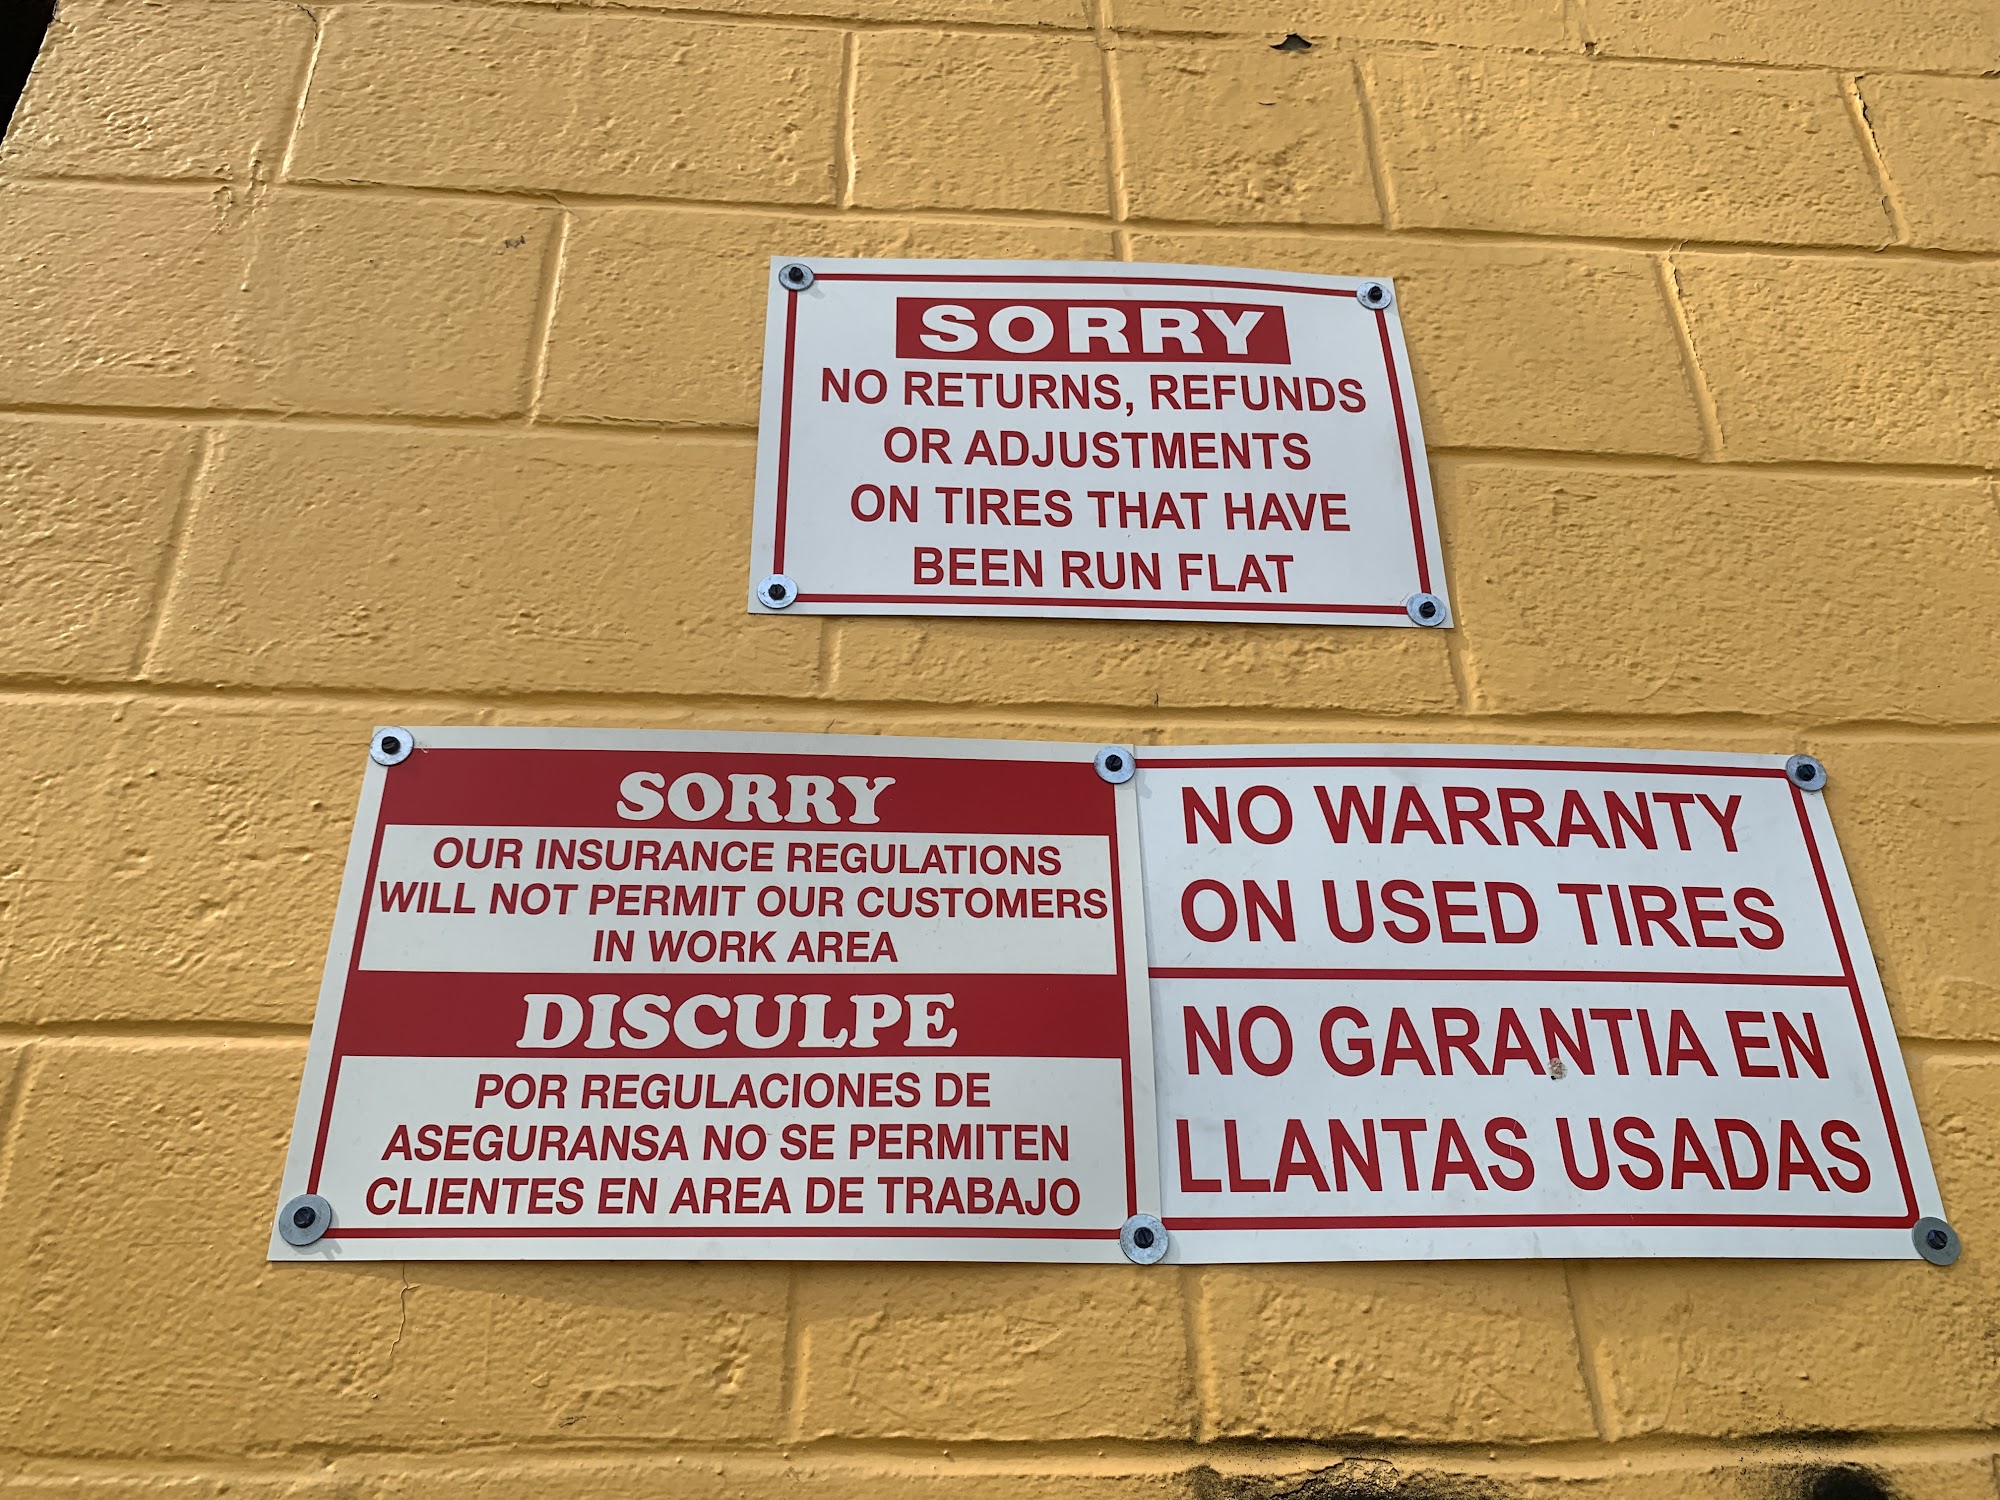 SORRY
NO RETURNS, REFUNDS
OR ADJUSTMENTS
ON TIRES THAT HAVE
BEEN RUN FLAT
SORRY
OUR INSURANCE REGULATIONS
WILL NOT PERMIT OUR CUSTOMERS
IN WORK AREA
DISCULPE
POR REGULACIONES DE
ASEGURANSA NO SE PERMITEN
CLIENTES EN AREA DE TRABAJO
NO WARRANTY
ON USED TIRES
NO GARANTIA EN
LLANTAS USADAS